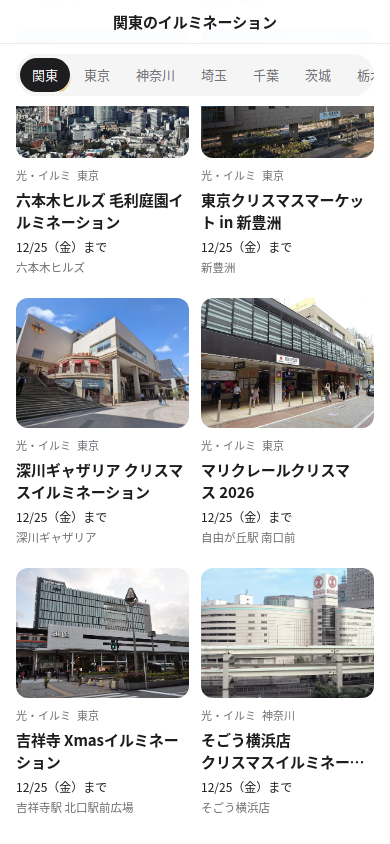 関東のイルミネーション
関東 東京 神奈川 埼玉 千葉 茨城
光・イルミ 東京
六本木ヒルズ 毛利庭園イ
ルミネーション
12/25（金）まで
六本木ヒルズ
光・イルミ 東京
東京クリスマスマーケッ
ト in 新豊洲
12/25（金）まで
新豊洲
光・イルミ 東京
深川ギャザリア クリスマ
スイルミネーション
12/25（金）まで
深川ギャザリア
光・イルミ 東京
マリクレールクリスマ
ス 2026
12/25（金）まで
自由が丘駅 南口前
光・イルミ 東京
吉祥寺 Xmasイルミネー
ション
12/25（金）まで
吉祥寺駅 北口駅前広場
光・イルミ 神奈川
そごう横浜店
クリスマスイルミネー…
12/25（金）まで
そごう横浜店